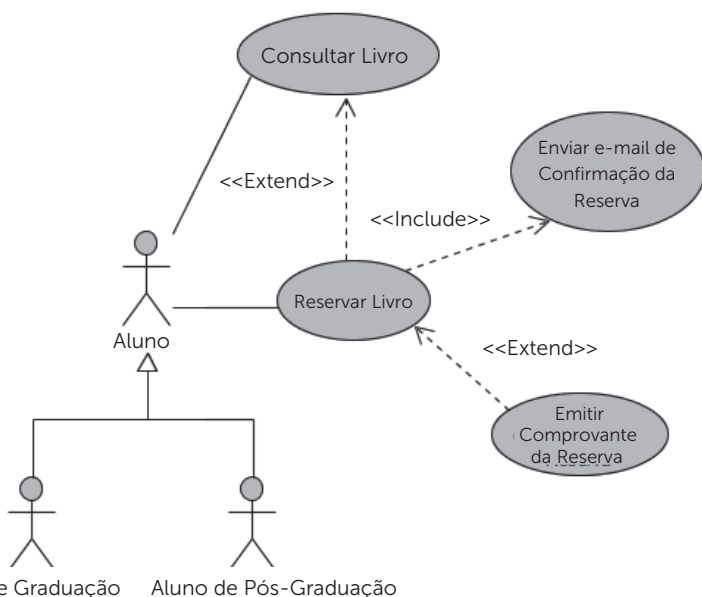 Consultar Livro
Enviar e-mail de
Confirmação da
Reserva
<<Extend>>
<<Include>>
Reservar Livro
Aluno
<<Extend>>
Emitir
Comprovante
da Reserva
e Graduação
Aluno de Pós-Graduação